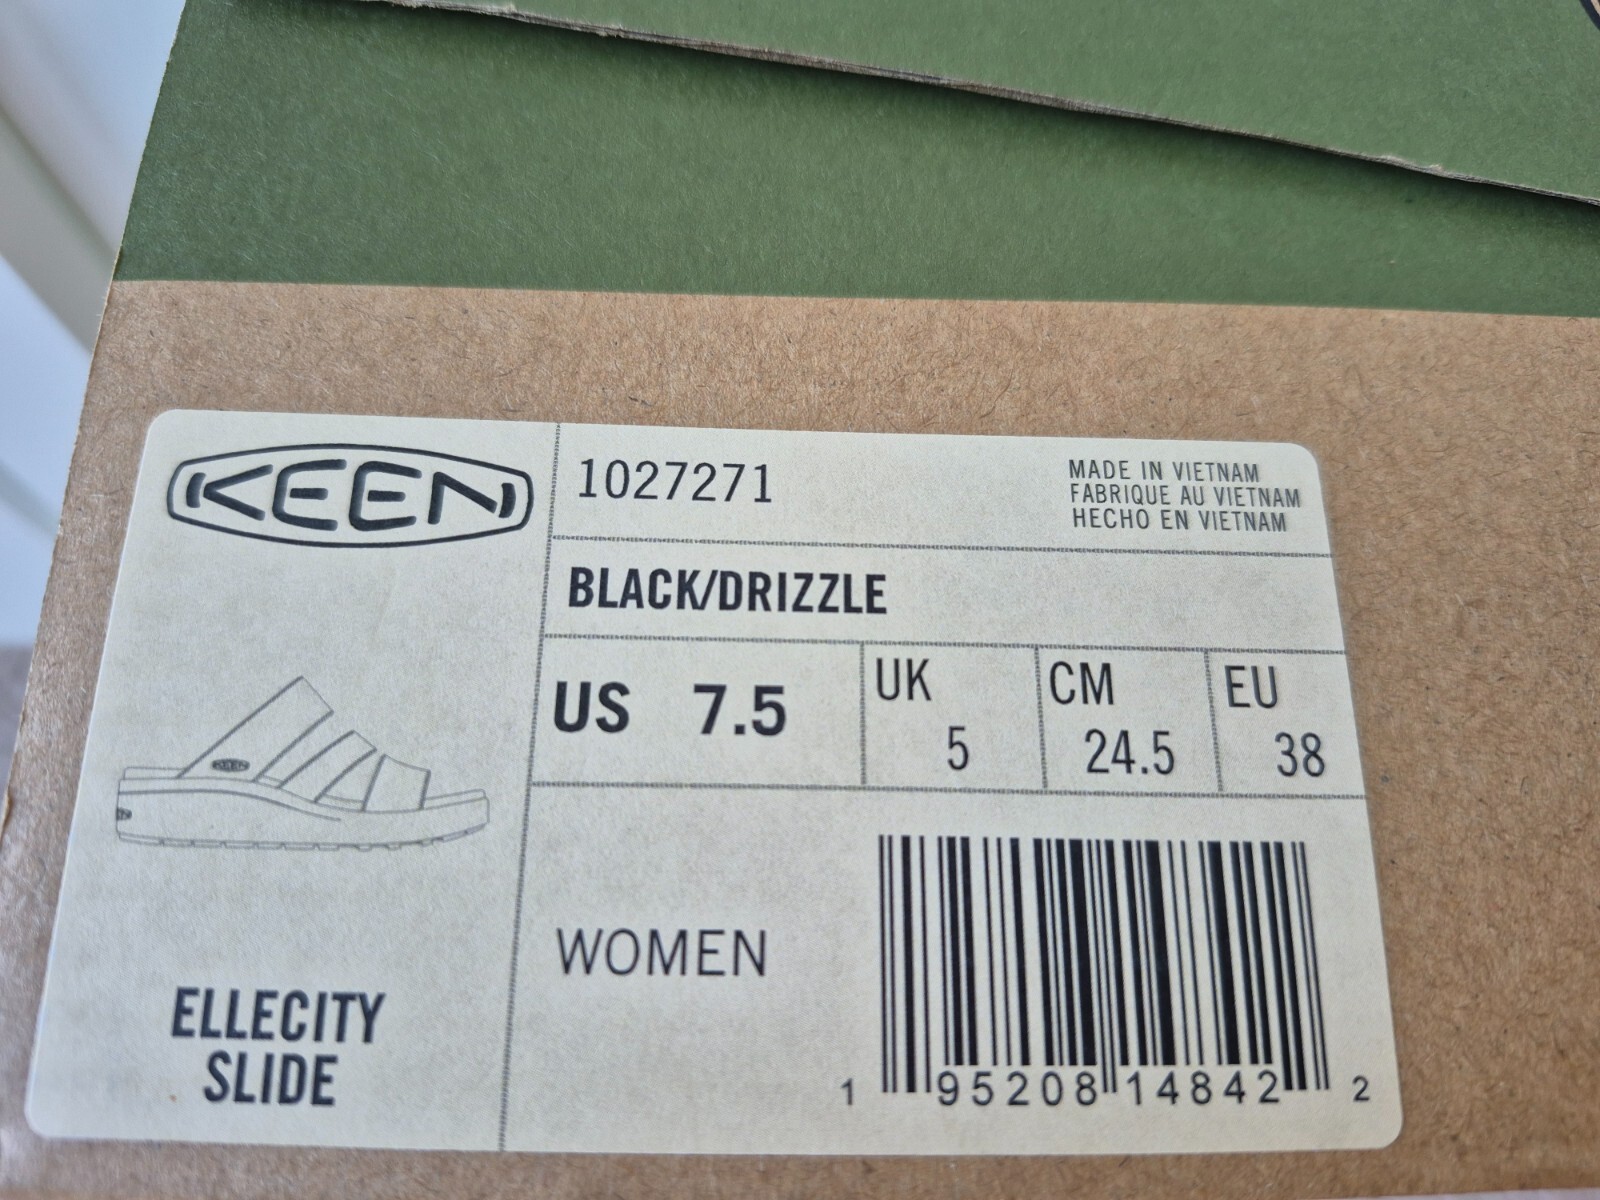 KEEN
1027271
MADE IN VIETNAM
FABRIQUE AU VIETNAM
HECHO EN VIETNAM
BLACK/DRIZZLE
US 7.5
UK 5
CM 24.5
EU 38
KEEN
WOMEN
ELLECITY
SLIDE
1 95208 14842 2